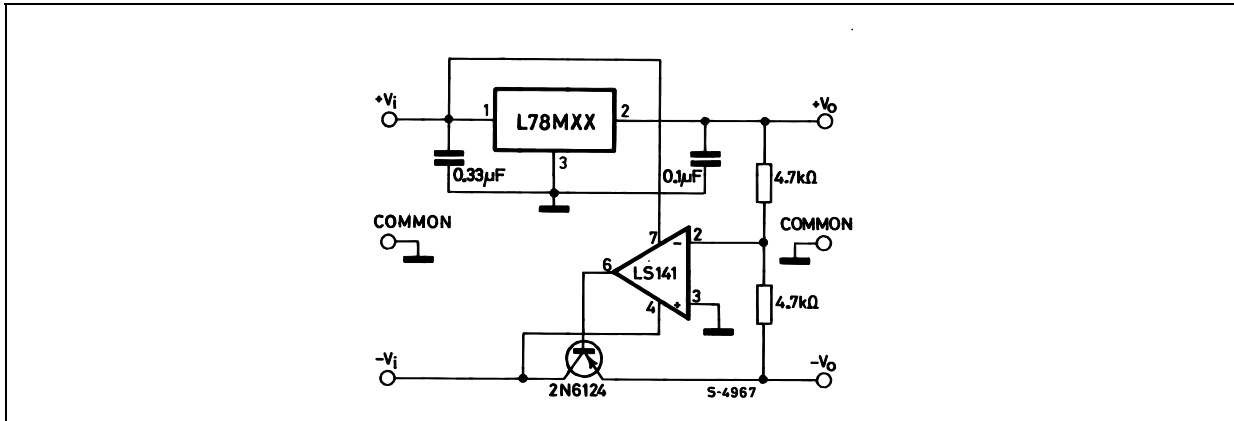 +Vi
1
L78MXX
2
+Vo
3
0.33µF
0.1µF
4.7kΩ
COMMON
COMMON
7
2
-
6
LS141
4
+
3
4.7kΩ
-Vi
2N6124
S-4967
-Vo